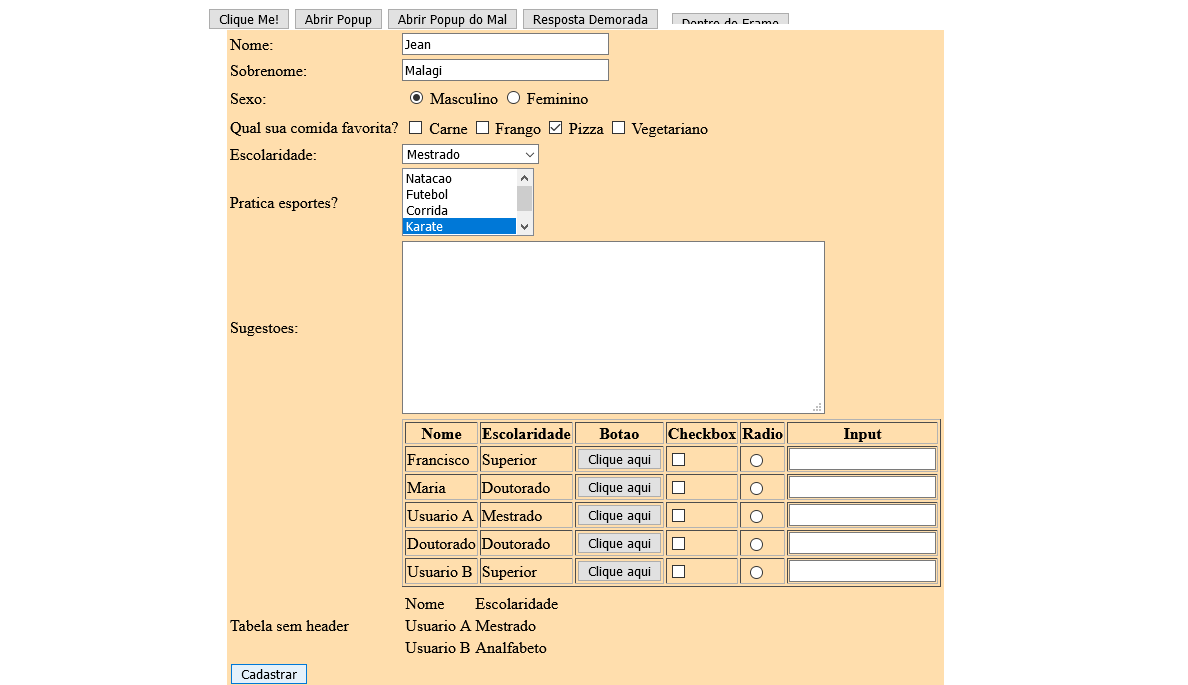 Clique Me! Abrir Popup Abrir Popup do Mal Resposta Demorada Dentro do Frame
Nome: Jean
Sobrenome: Malagi
Sexo: Masculino Feminino
Qual sua comida favorita? Carne Frango Pizza Vegetariano
Escolaridade: Mestrado
Natacao
Futebol
Pratica esportes?
Corrida
Karate
Sugestoes:
Nome Escolaridade Botao Checkbox Radio Input
Francisco Superior Clique aqui
Maria Doutorado Clique aqui
Usuario A Mestrado Clique aqui
Doutorado Doutorado Clique aqui
Usuario B Superior Clique aqui
Nome Escolaridade
Tabela sem header Usuario A Mestrado
Usuario B Analfabeto
Cadastrar